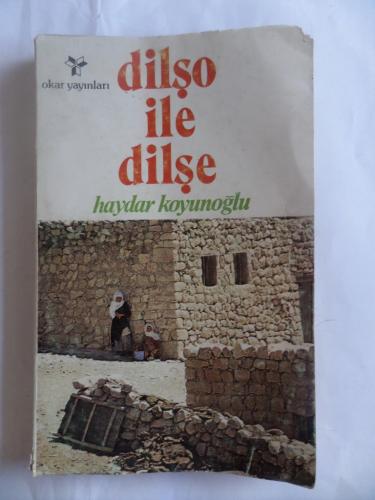 okar yayınları
dilşo
ile
dilşe
haydar koyunoğlu